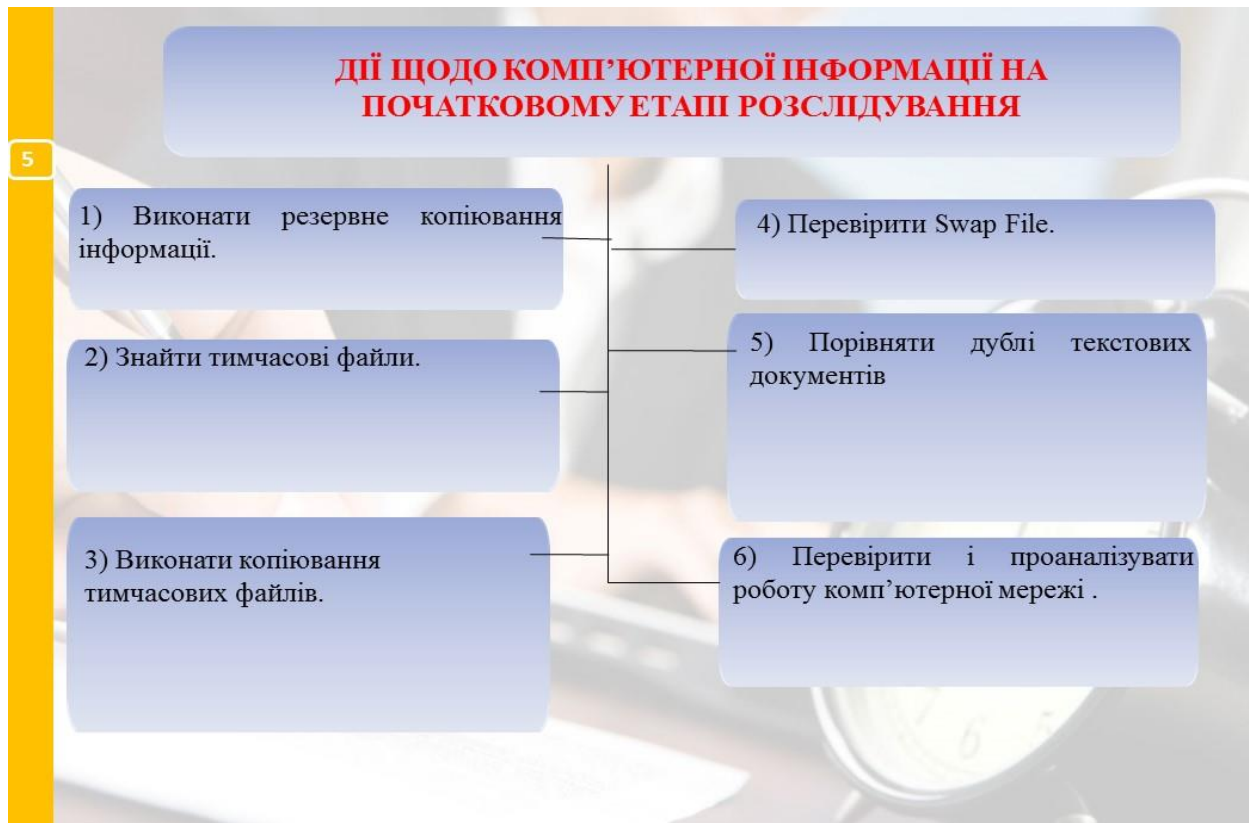 ДІЇ ЩОДО КОМП’ЮТЕРНОЇ ІНФОРМАЦІЇ НА
ПОЧАТКОВОМУ ЕТАПІ РОЗСЛІДУВАННЯ
5
1) Виконати резервне копіювання
інформації.
2) Знайти тимчасові файли.
3) Виконати копіювання
тимчасових файлів.
4) Перевірити Swap File.
5) Порівняти дублі текстових
документів
6) Перевірити і проаналізувати
роботу комп’ютерної мережі .